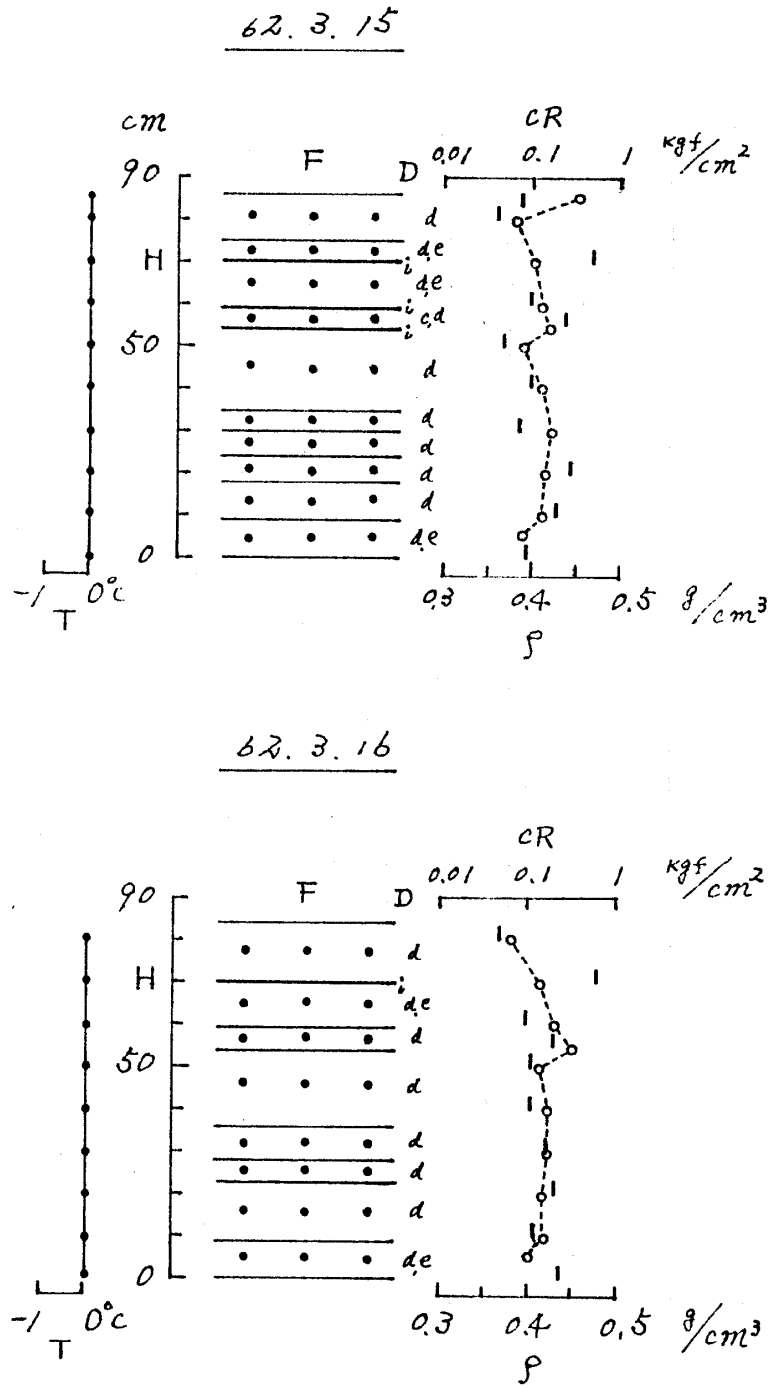 62. 3. 15
cm
cR
F D 0.01 0.1 1 kgf/cm2
90
d
d,e
H i
d,e
i
c,d
i
50
d
d
d
d
d
d,e
0
-1 0°C 0.3 0.4 0.5 g/cm3
T ρ
62. 3. 16
cR
cm
F D 0.01 0.1 1 kgf/cm2
90
d
H i
d,e
d
50
d
d
d
d
d,e
0
-1 0°C 0.3 0.4 0.5 g/cm3
T ρ